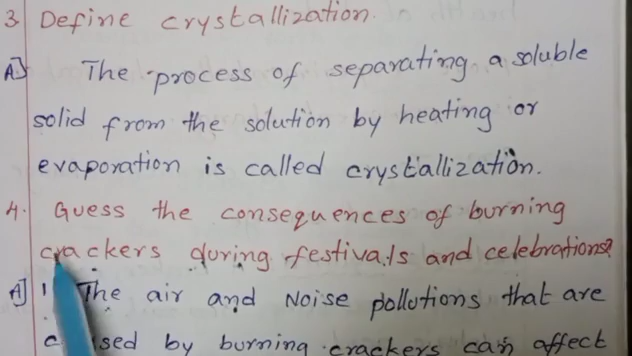 3 Define crystallization.
A] The process of separating a soluble
solid from the solution by heating or
evaporation is called crystallization.
4. Guess the consequences of burning
crackers during festivals and celebrations?
A] 1. The air and Noise pollutions that are
by burning crackers can affect